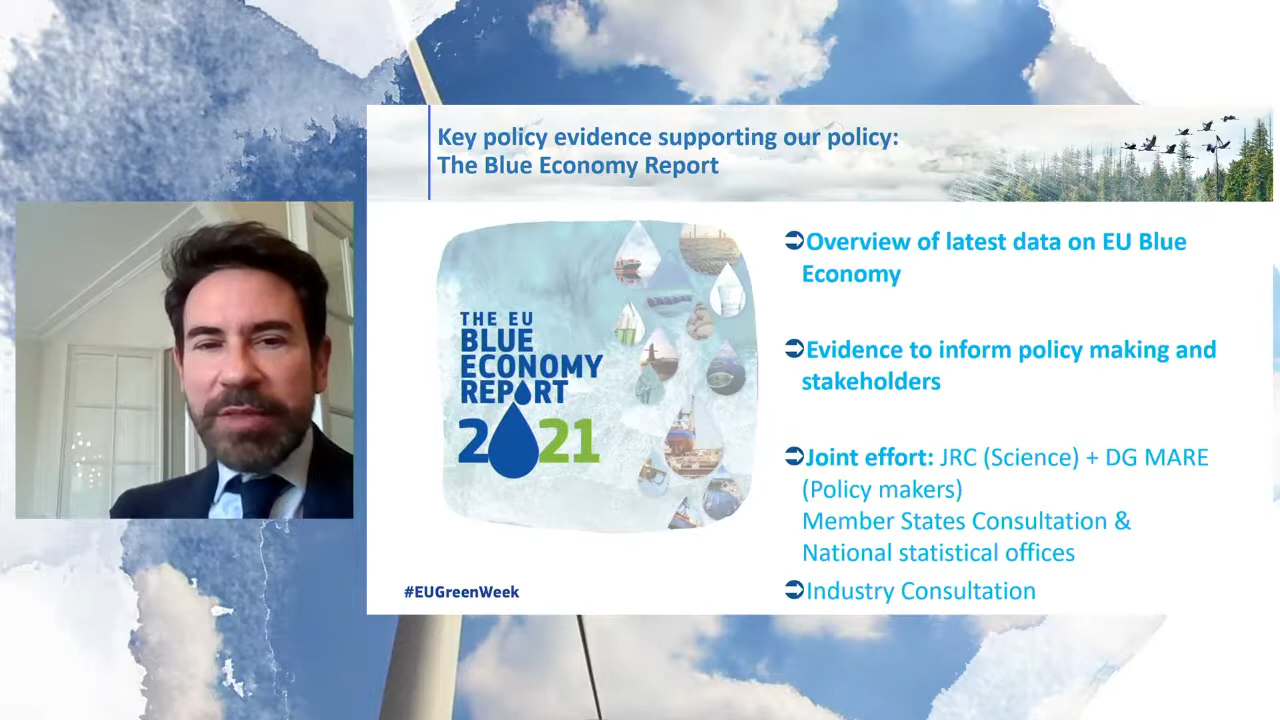 Key policy evidence supporting our policy:
The Blue Economy Report
THE EU
BLUE
ECONOMY
REPORT
2021
Overview of latest data on EU Blue
Economy
Evidence to inform policy making and
stakeholders
Joint effort: JRC (Science) + DG MARE
(Policy makers)
Member States Consultation &
National statistical offices
Industry Consultation
#EUGreenWeek